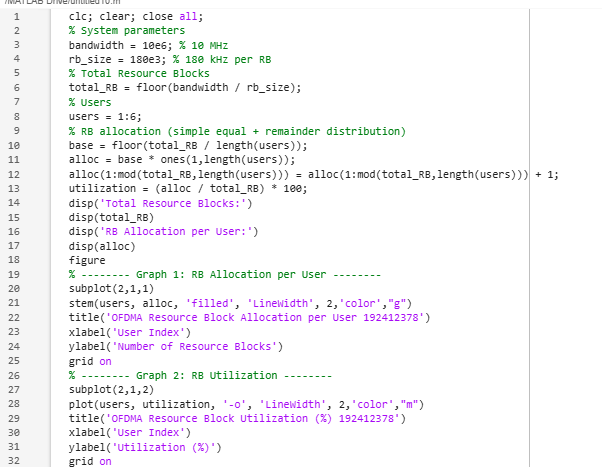 /MATLAB Drive/untitled10.m
1 clc; clear; close all;
2 % System parameters
3 bandwidth = 10e6; % 10 MHz
4 rb_size = 180e3; % 180 kHz per RB
5 % Total Resource Blocks
6 total_RB = floor(bandwidth / rb_size);
7 % Users
8 users = 1:6;
9 % RB allocation (simple equal + remainder distribution)
10 base = floor(total_RB / length(users));
11 alloc = base * ones(1,length(users));
12 alloc(1:mod(total_RB,length(users))) = alloc(1:mod(total_RB,length(users))) + 1;
13 utilization = (alloc / total_RB) * 100;
14 disp('Total Resource Blocks:')
15 disp(total_RB)
16 disp('RB Allocation per User:')
17 disp(alloc)
18 figure
19 % -------- Graph 1: RB Allocation per User --------
20 subplot(2,1,1)
21 stem(users, alloc, 'filled', 'LineWidth', 2,'color',"g")
22 title('OFDMA Resource Block Allocation per User 192412378')
23 xlabel('User Index')
24 ylabel('Number of Resource Blocks')
25 grid on
26 % -------- Graph 2: RB Utilization --------
27 subplot(2,1,2)
28 plot(users, utilization, '-o', 'LineWidth', 2,'color',"m")
29 title('OFDMA Resource Block Utilization (%) 192412378')
30 xlabel('User Index')
31 ylabel('Utilization (%)')
32 grid on